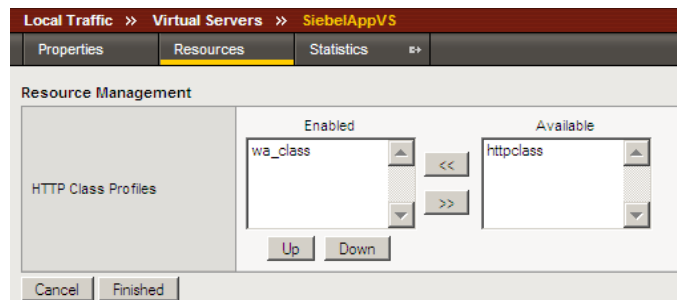 Local Traffic » Virtual Servers » SiebelAppVS
Properties Resources Statistics
Resource Management
Enabled Available
wa_class httpclass
<<
HTTP Class Profiles
>>
Up Down
Cancel Finished